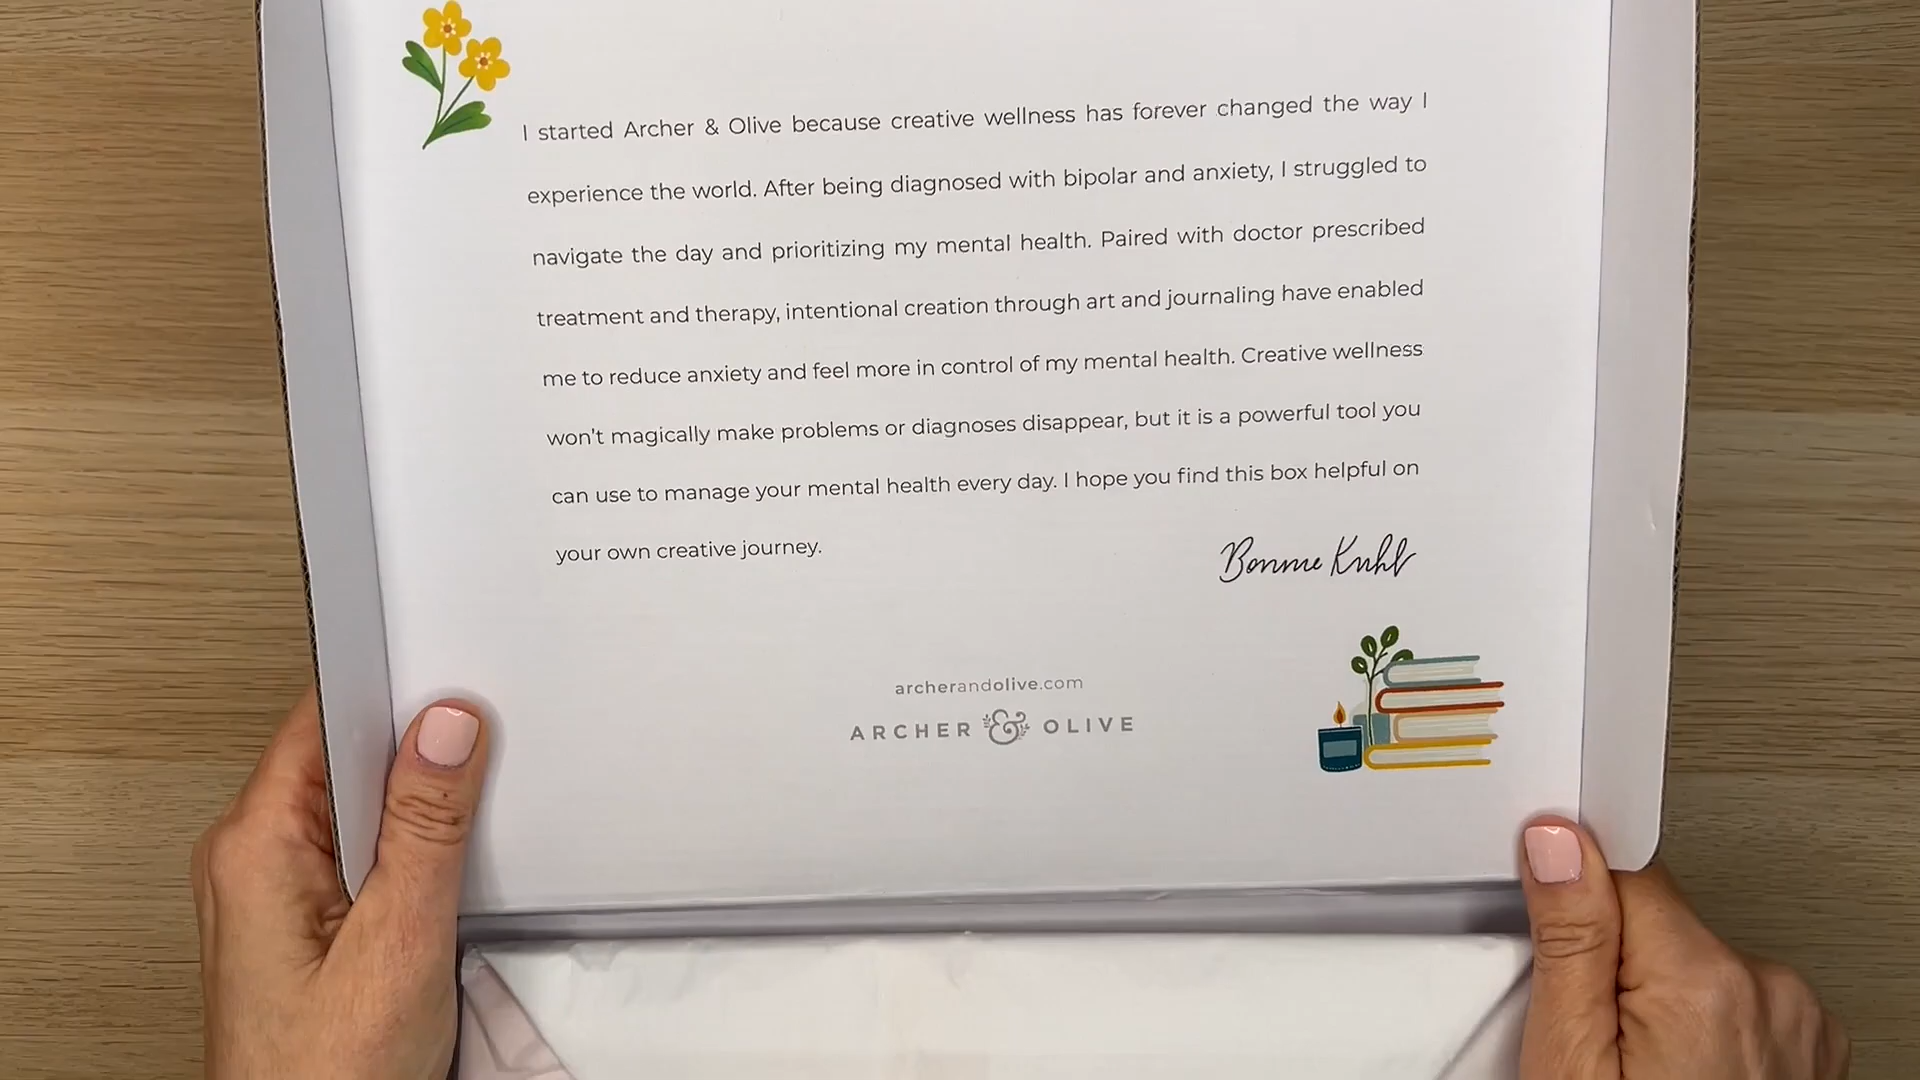 I started Archer & Olive because creative wellness has forever changed the way I
experience the world. After being diagnosed with bipolar and anxiety, I struggled to
navigate the day and prioritizing my mental health. Paired with doctor prescribed
treatment and therapy, intentional creation through art and journaling have enabled
me to reduce anxiety and feel more in control of my mental health. Creative wellness
won't magically make problems or diagnoses disappear, but it is a powerful tool you
can use to manage your mental health every day. I hope you find this box helpful on
your own creative journey.
Bonnie
archerandolive.com
ARCHER & OLIVE